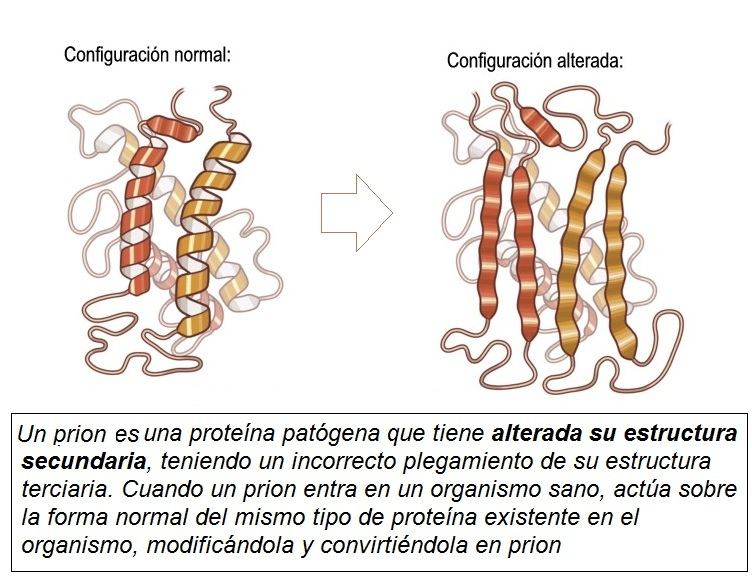 Configuración normal:
Configuración alterada:
Un prion es una proteína patógena que tiene alterada su estructura
secundaria, teniendo un incorrecto plegamiento de su estructura
terciaria. Cuando un prion entra en un organismo sano, actúa sobre
la forma normal del mismo tipo de proteína existente en el
organismo, modificándola y convirtiéndola en prion